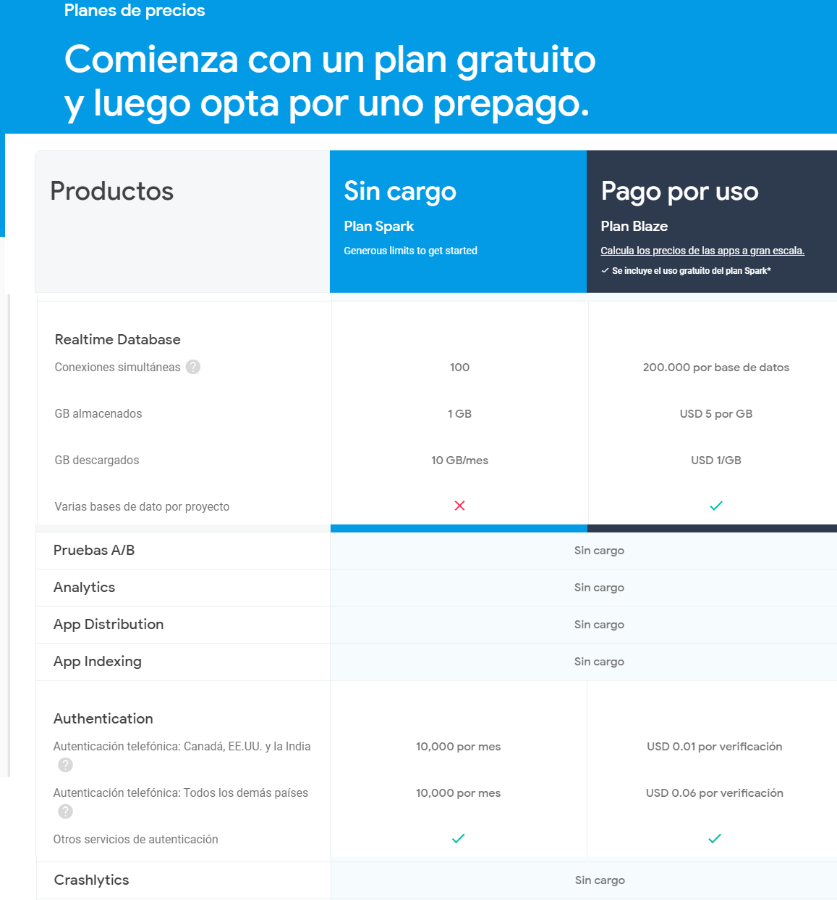 Planes de precios
Comienza con un plan gratuito
y luego opta por uno prepago.
Productos
Sin cargo
Plan Spark
Generous limits to get started
Pago por uso
Plan Blaze
Calcula los precios de las apps a gran escala.
✓ Se incluye el uso gratuito del plan Spark*
Realtime Database
Conexiones simultáneas ? 100 200.000 por base de datos
GB almacenados 1 GB USD 5 por GB
GB descargados 10 GB/mes USD 1/GB
Varias bases de dato por proyecto ✕ ✓
Pruebas A/B Sin cargo
Analytics Sin cargo
App Distribution Sin cargo
App Indexing Sin cargo
Authentication
Autenticación telefónica: Canadá, EE.UU. y la India 10,000 por mes USD 0.01 por verificación
?
Autenticación telefónica: Todos los demás países 10,000 por mes USD 0.06 por verificación
?
Otros servicios de autenticación ✓ ✓
Crashlytics Sin cargo